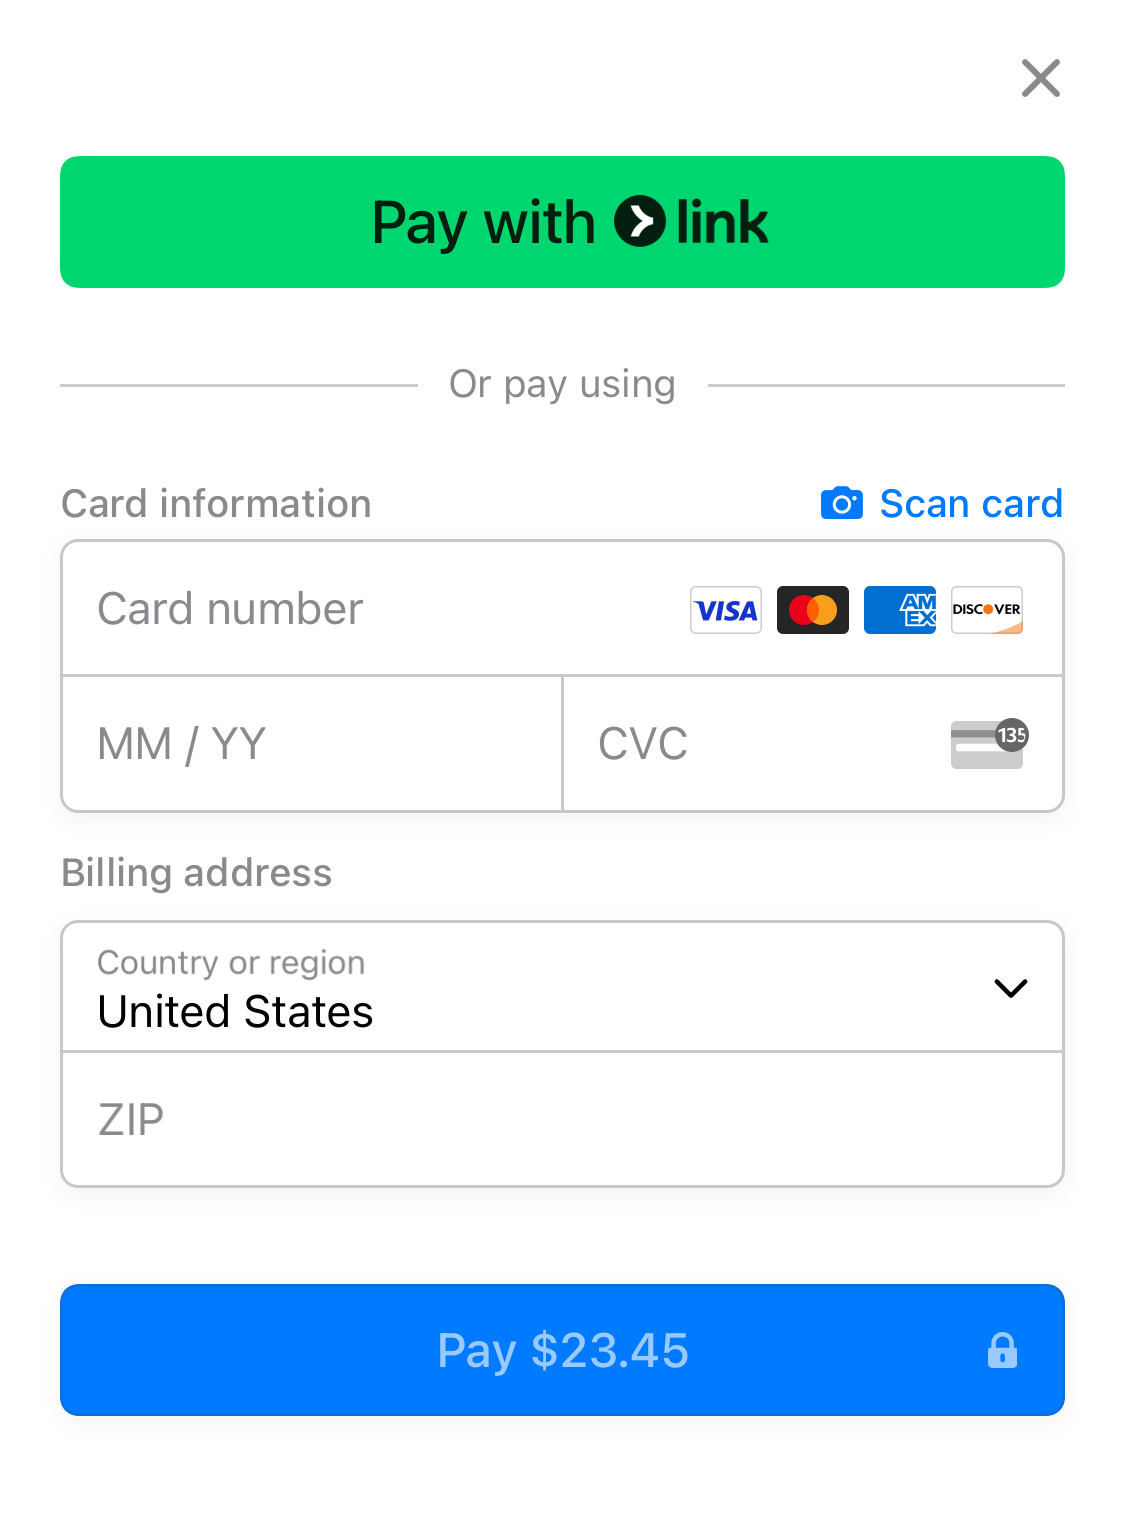 Pay with link
Or pay using
Card information
Scan card
Card number
VISA
AM
EX
DISCOVER
MM / YY
CVC
135
Billing address
Country or region
United States
ZIP
Pay $23.45